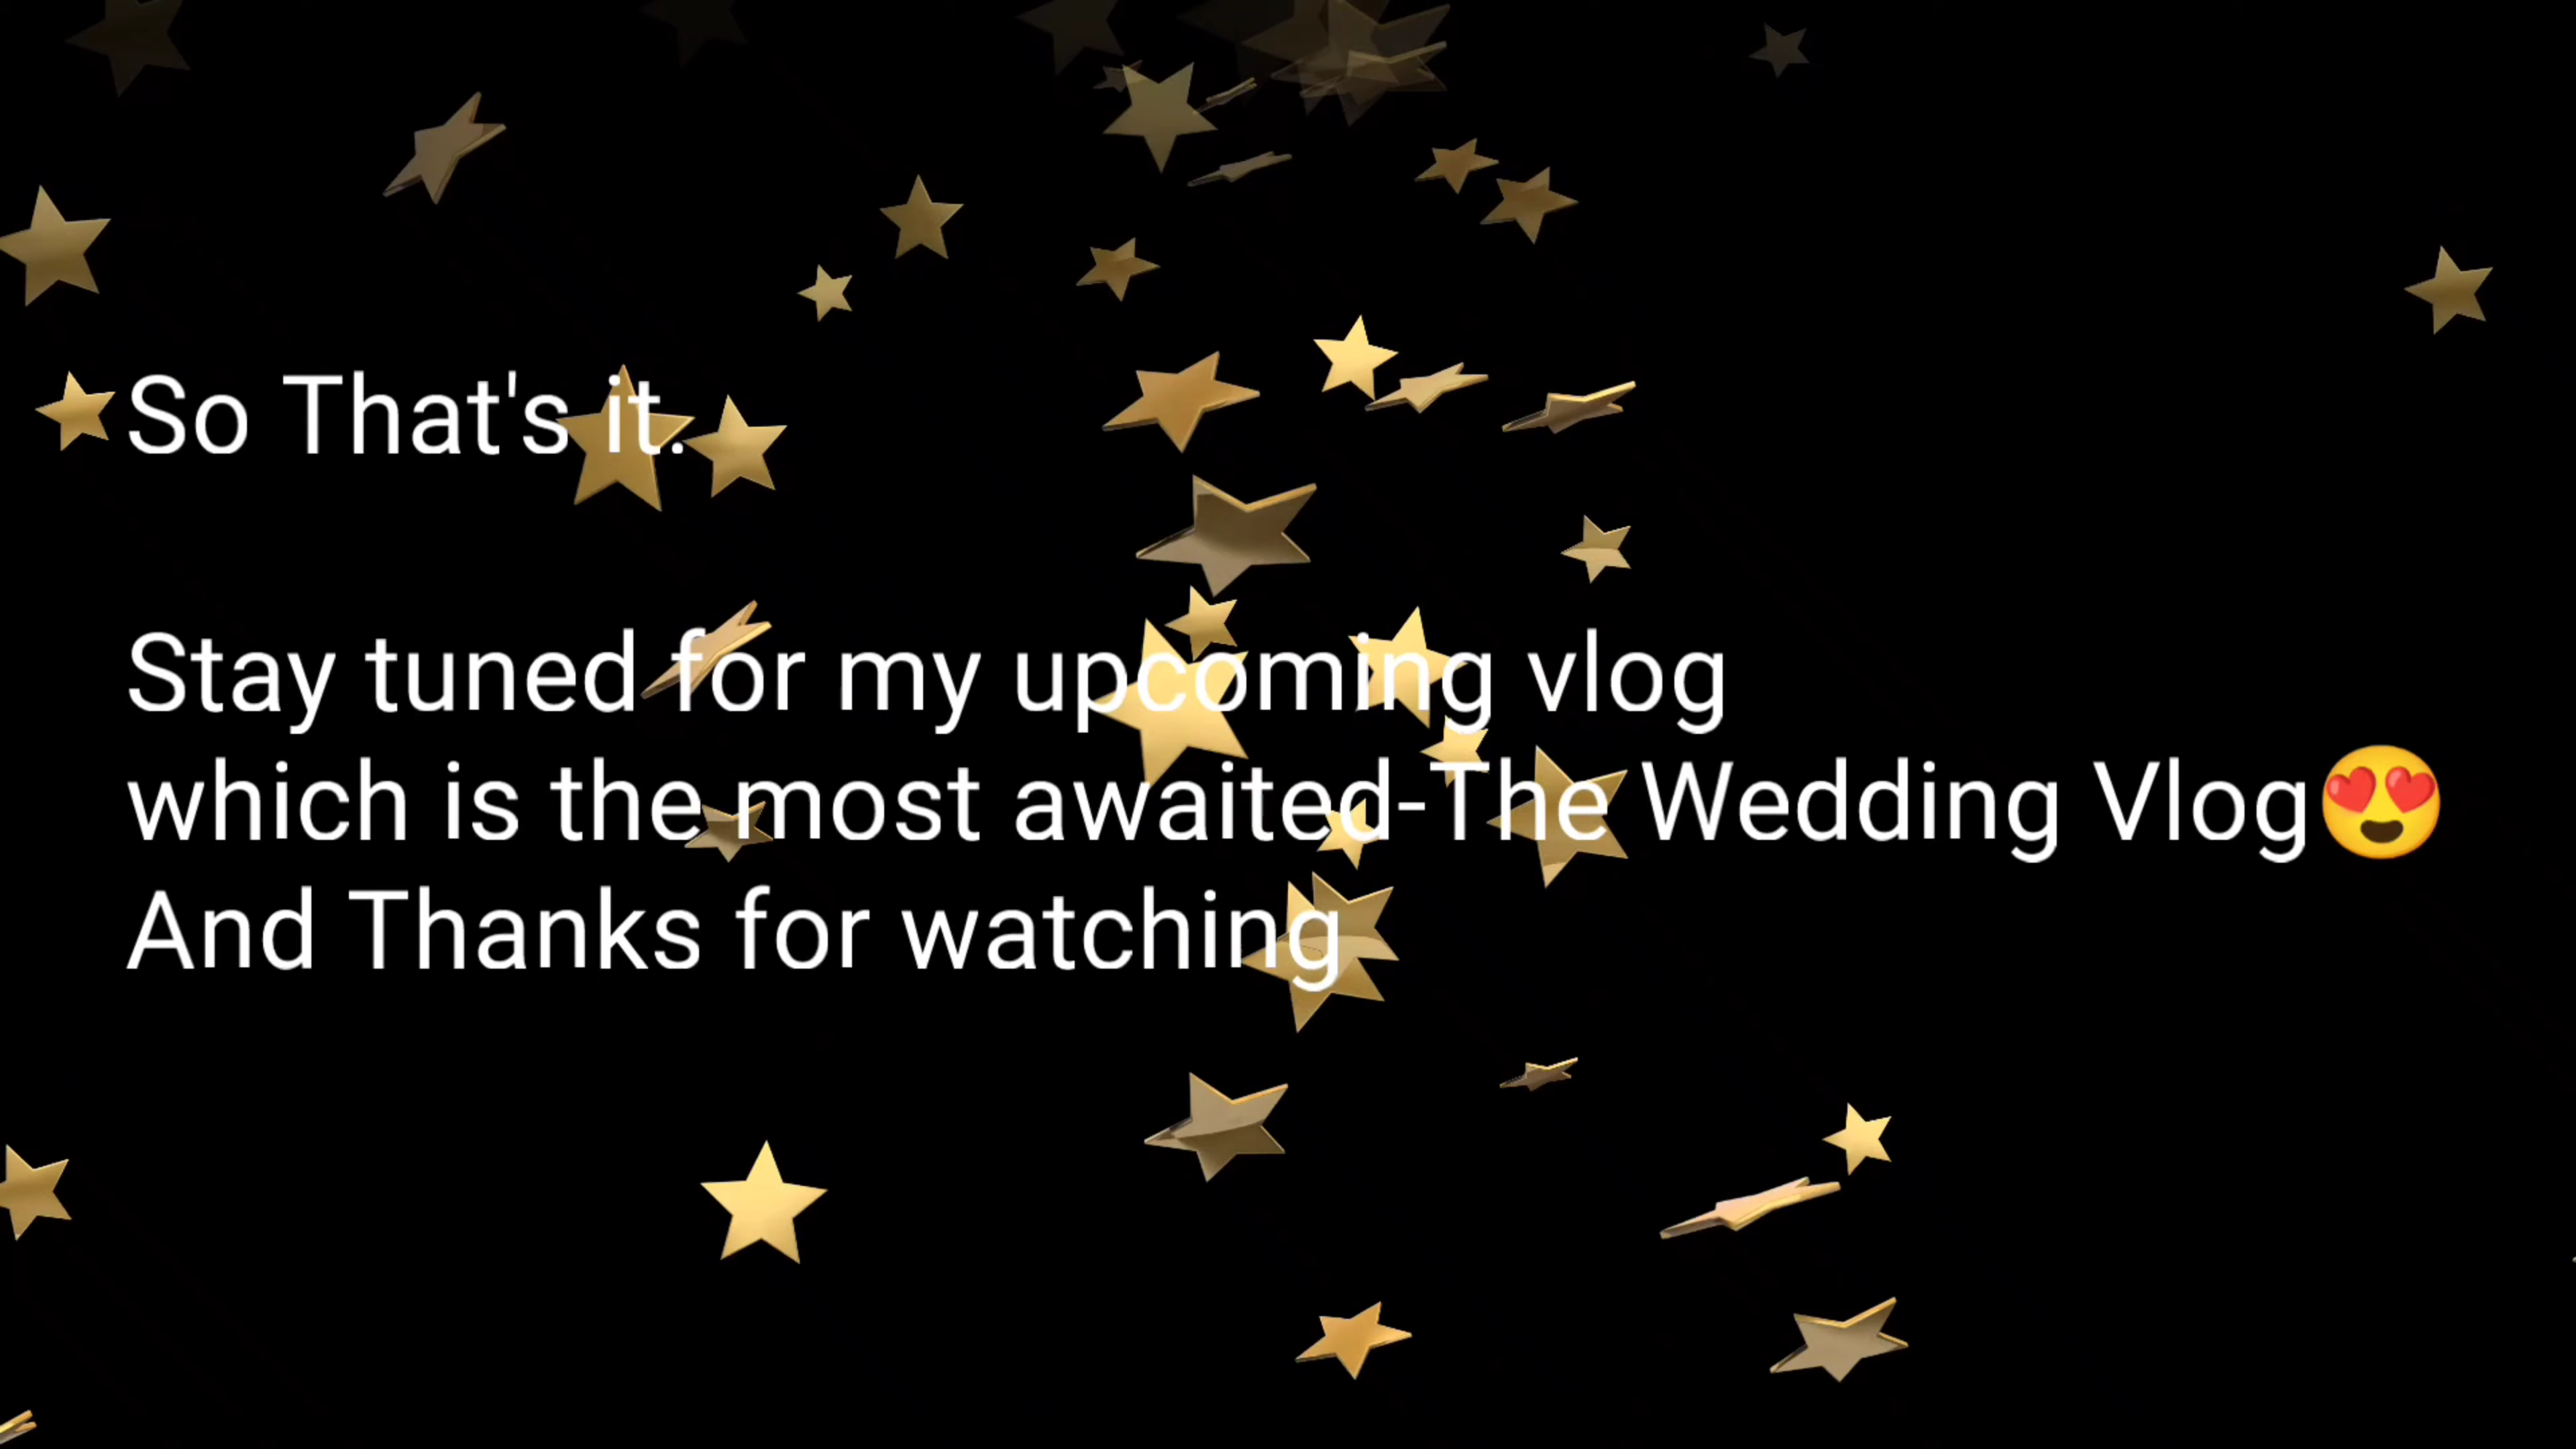 So That's it.
Stay tuned for my upcoming vlog
which is the most awaited-The Wedding Vlog😍
And Thanks for watching